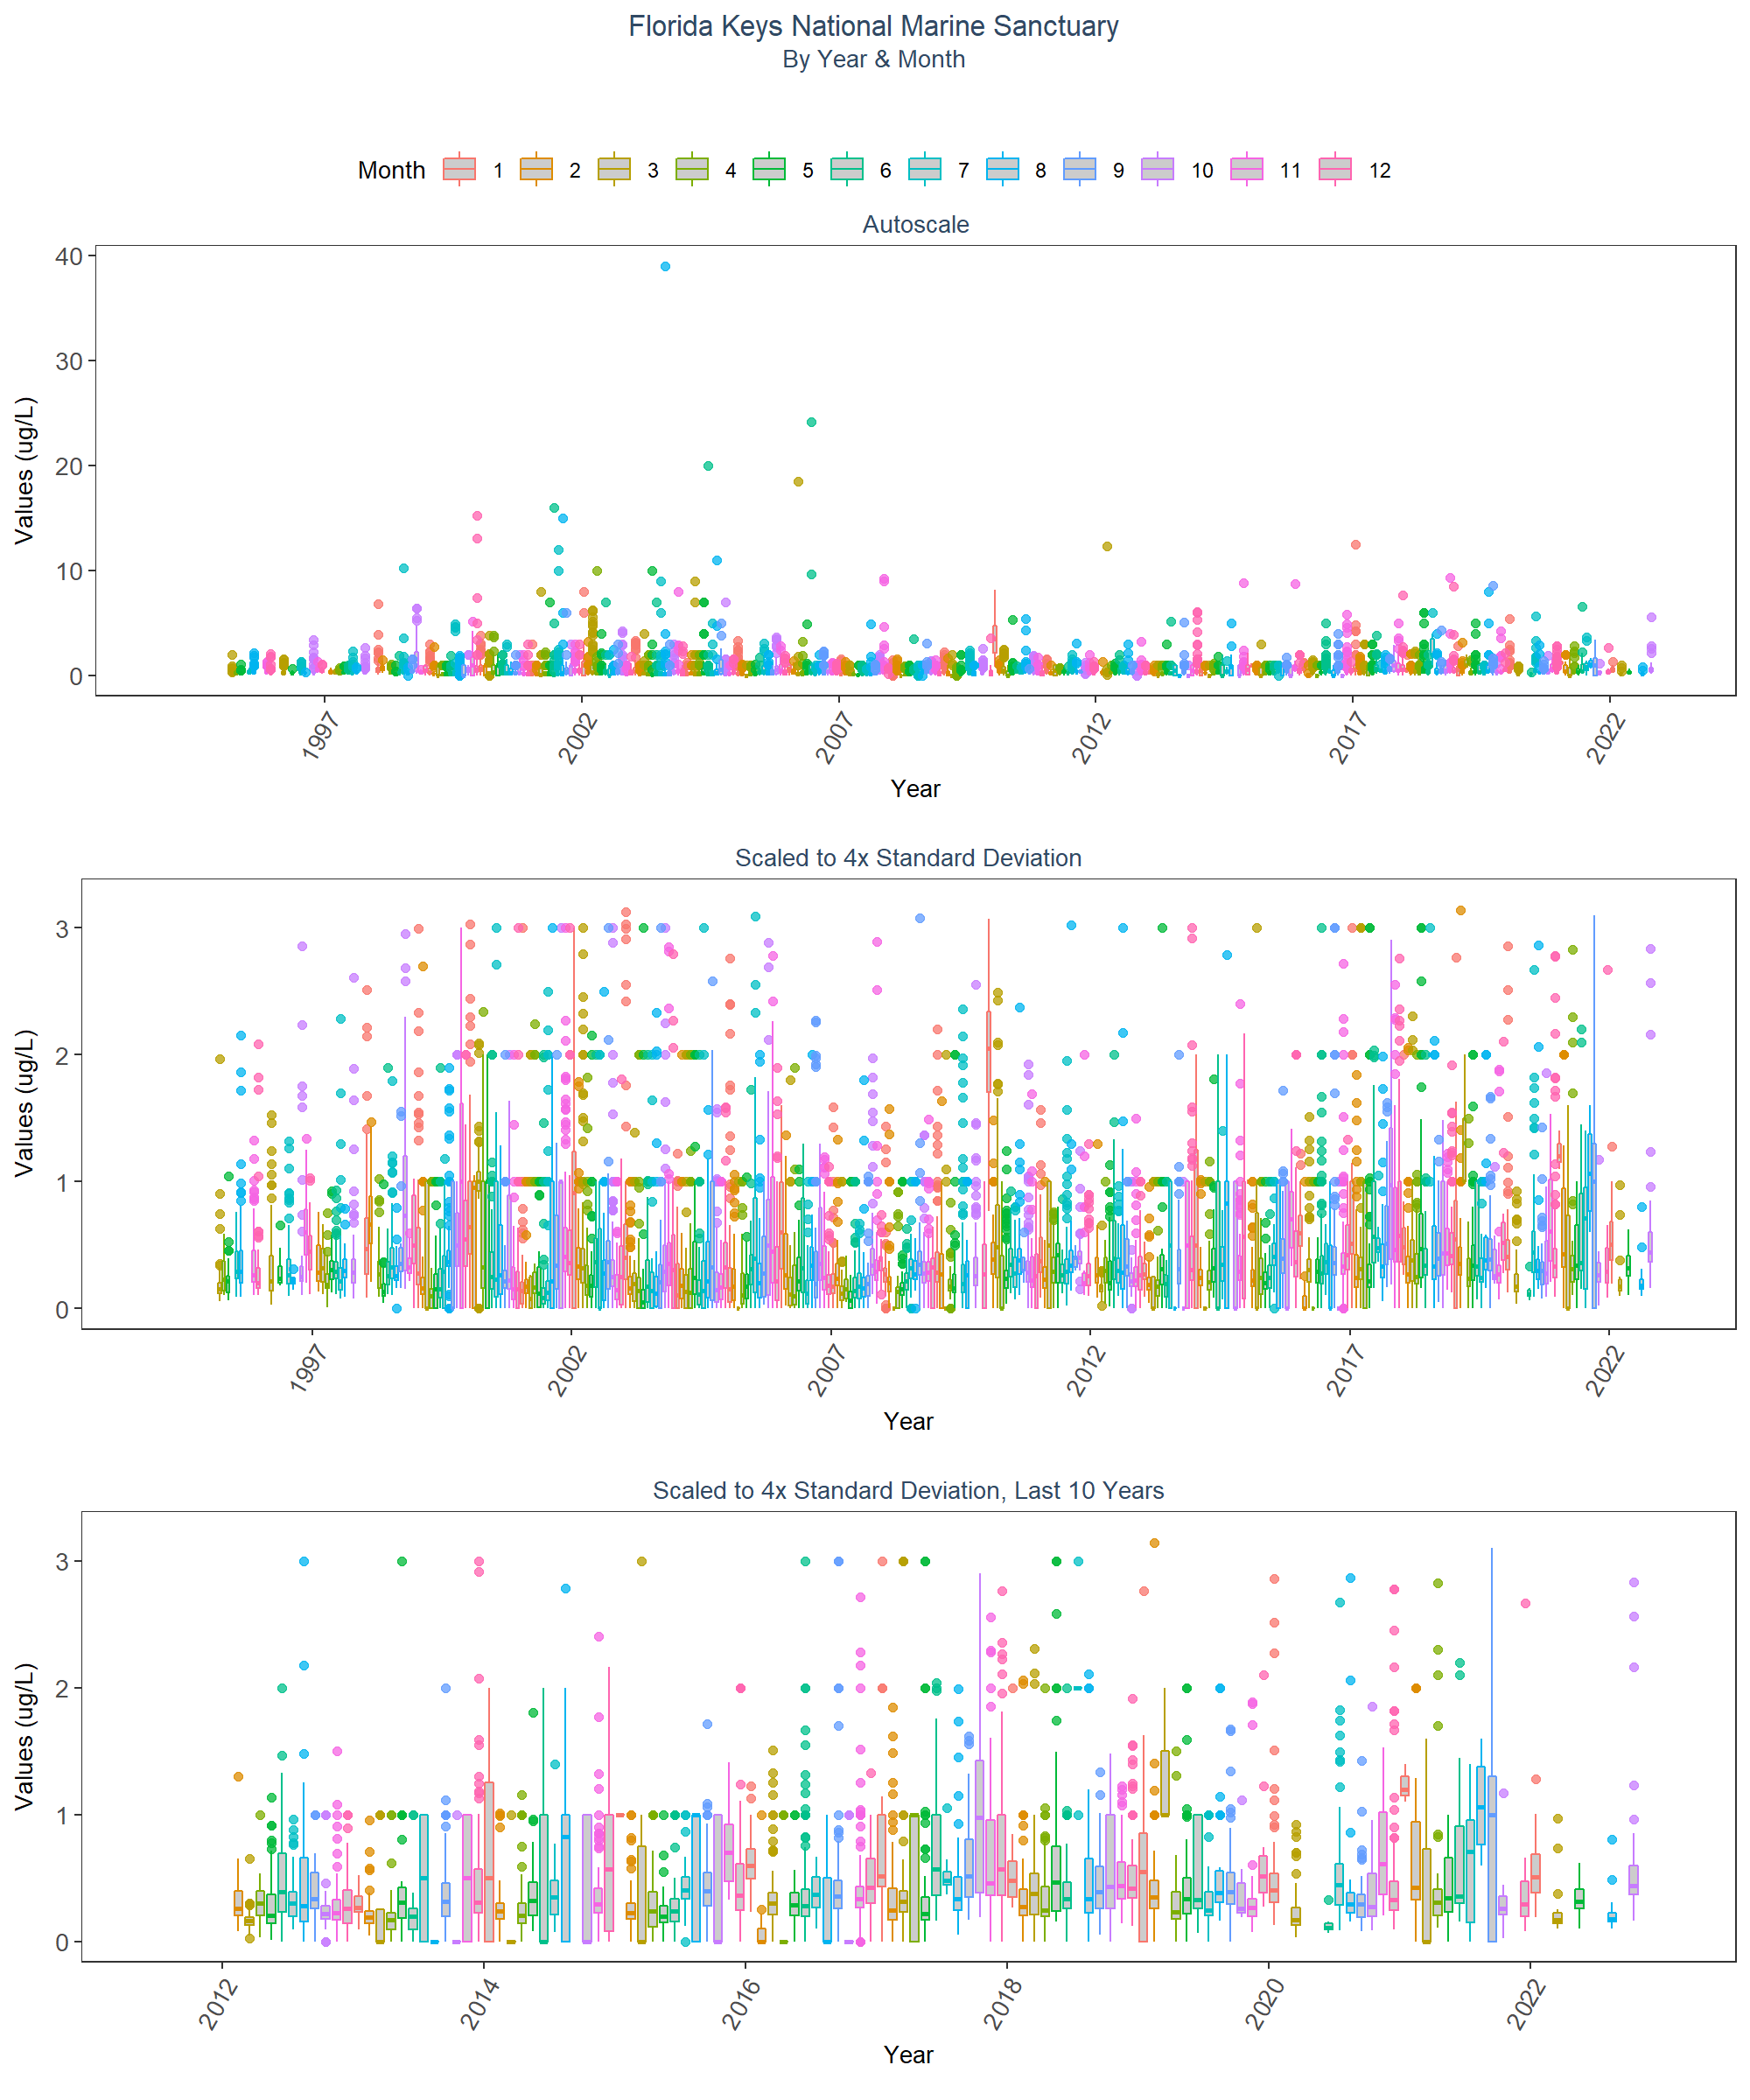 Florida Keys National Marine Sanctuary
By Year & Month
Month 1 2 3 4 5 6 7 8 9 10 11 12
Autoscale
Values (ug/L)
40
30
20
10
0
1997 2002 2007 2012 2017 2022
Year
Scaled to 4x Standard Deviation
Values (ug/L)
3
2
1
0
1997 2002 2007 2012 2017 2022
Year
Scaled to 4x Standard Deviation, Last 10 Years
Values (ug/L)
3
2
1
0
2012 2014 2016 2018 2020 2022
Year